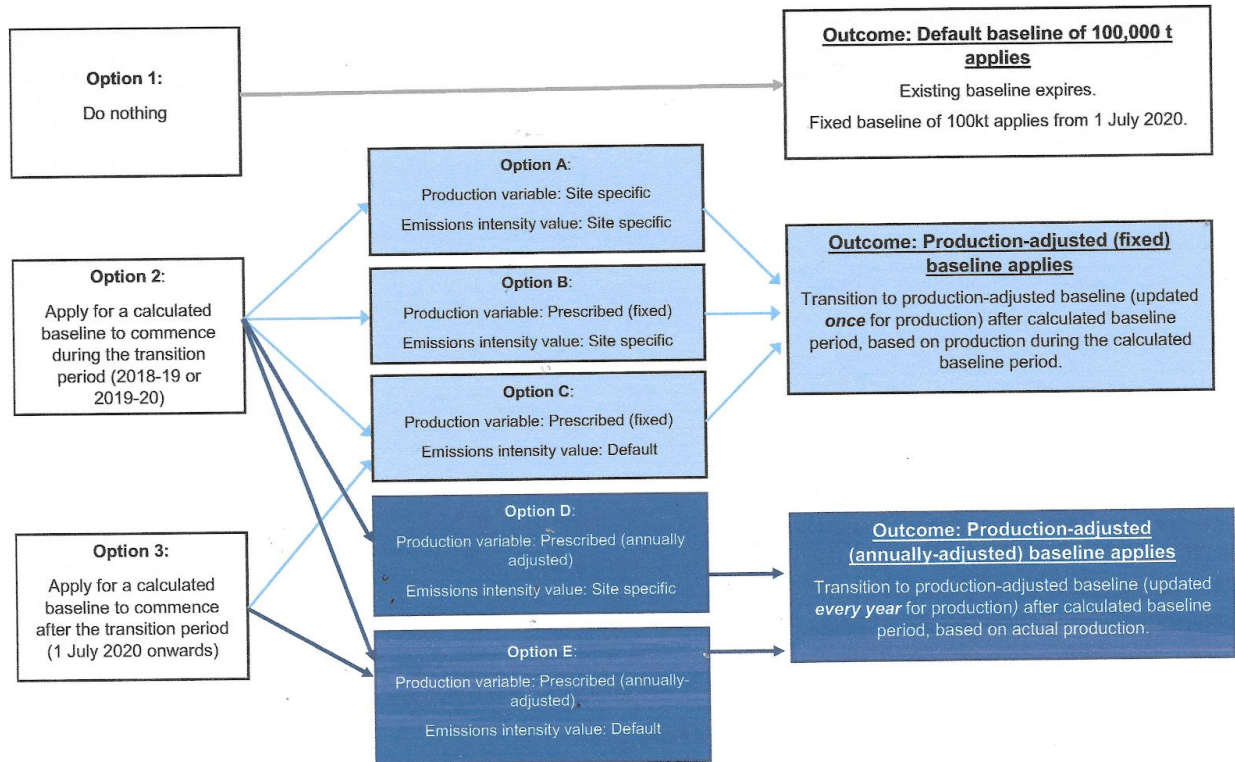 Option 1:
Do nothing
Outcome: Default baseline of 100,000 t
applies
Existing baseline expires.
Fixed baseline of 100kt applies from 1 July 2020.
Option 2:
Apply for a calculated
baseline to commence
during the transition
period (2018-19 or
2019-20)
Option 3:
Apply for a calculated
baseline to commence
after the transition period
(1 July 2020 onwards)
Option A:
Production variable: Site specific
Emissions intensity value: Site specific
Option B:
Production variable: Prescribed (fixed)
Emissions intensity value: Site specific
Option C:
Production variable: Prescribed (fixed)
Emissions intensity value: Default
Option D:
Production variable: Prescribed (annually
adjusted)
Emissions intensity value: Site specific
Option E:
Production variable: Prescribed (annually-
adjusted)
Emissions intensity value: Default
Outcome: Production-adjusted (fixed)
baseline applies
Transition to production-adjusted baseline (updated
once for production) after calculated baseline
period, based on production during the calculated
baseline period.
Outcome: Production-adjusted
(annually-adjusted) baseline applies
Transition to production-adjusted baseline (updated
every year for production) after calculated baseline
period, based on actual production.